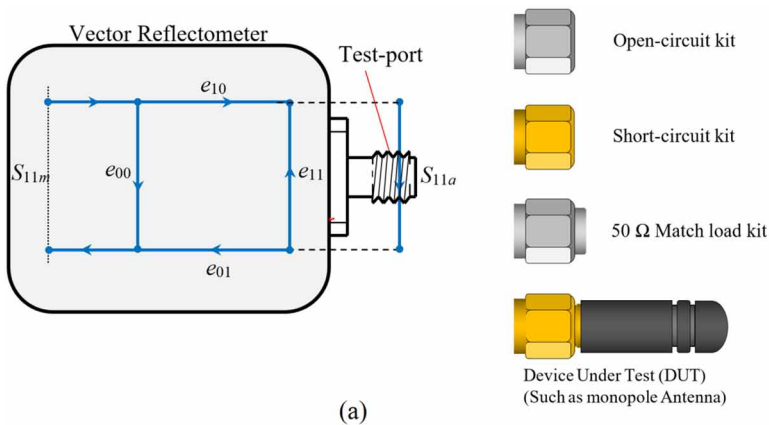 Vector Reflectometer
Test-port
e10
S11m
e00
e11
S11a
e01
Open-circuit kit
Short-circuit kit
50 Ω Match load kit
Device Under Test (DUT)
(Such as monopole Antenna)
(a)